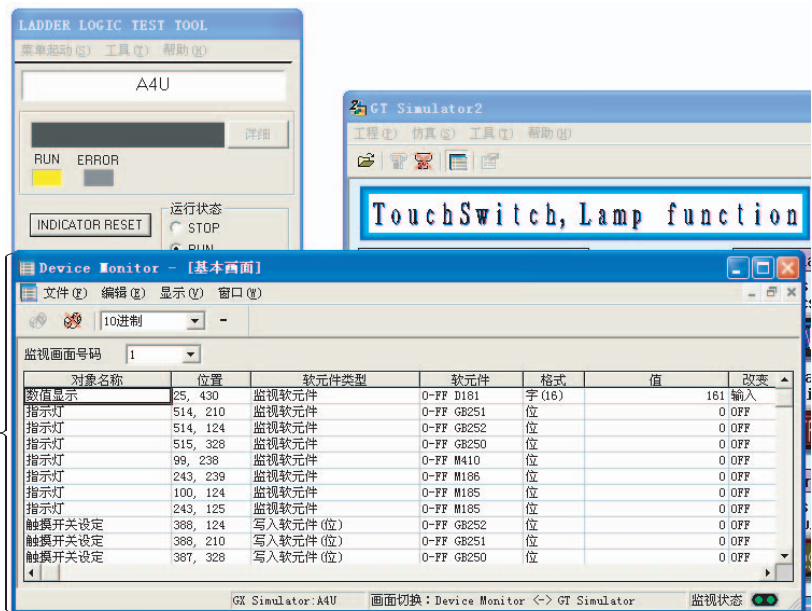 LADDER LOGIC TEST TOOL
菜单起动(S) 工具(T) 帮助(H)
A4U
详细
RUN ERROR
INDICATOR RESET
运行状态
STOP
RUN
GT Simulator2
工程(P) 仿真(S) 工具(T) 帮助(H)
TouchSwitch, Lamp function
Device Monitor - [基本画面]
文件(F) 编辑(E) 显示(V) 窗口(W)
10进制
监视画面号码 1
对象名称 位置 软元件类型 软元件 格式 值 改变
数值显示 25, 430 监视软元件 0-FF D181 字(16) 161 输入
指示灯 514, 210 监视软元件 0-FF GB251 位 0 OFF
指示灯 514, 124 监视软元件 0-FF GB252 位 0 OFF
指示灯 515, 328 监视软元件 0-FF GB250 位 0 OFF
指示灯 99, 238 监视软元件 0-FF M410 位 0 OFF
指示灯 243, 239 监视软元件 0-FF M186 位 0 OFF
指示灯 100, 124 监视软元件 0-FF M185 位 0 OFF
指示灯 243, 125 监视软元件 0-FF M185 位 0 OFF
触摸开关设定 388, 124 写入软元件(位) 0-FF GB252 位 0 OFF
触摸开关设定 388, 210 写入软元件(位) 0-FF GB251 位 0 OFF
触摸开关设定 387, 328 写入软元件(位) 0-FF GB250 位 0 OFF
GX Simulator:A4U 画面切换：Device Monitor <-> GT Simulator 监视状态